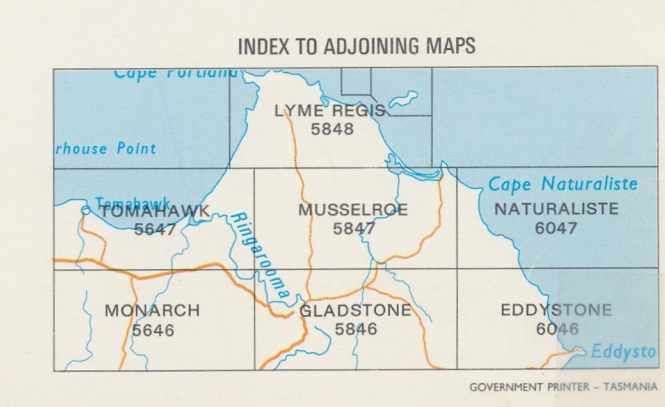 INDEX TO ADJOINING MAPS
Cape Portland
LYME REGIS
5848
rhouse Point
Cape Naturaliste
Tomahawk
TOMAHAWK
5647
MUSSELROE
5847
NATURALISTE
6047
Ringarooma
MONARCH
5646
GLADSTONE
5846
EDDYSTONE
6046
Eddysto
GOVERNMENT PRINTER – TASMANIA